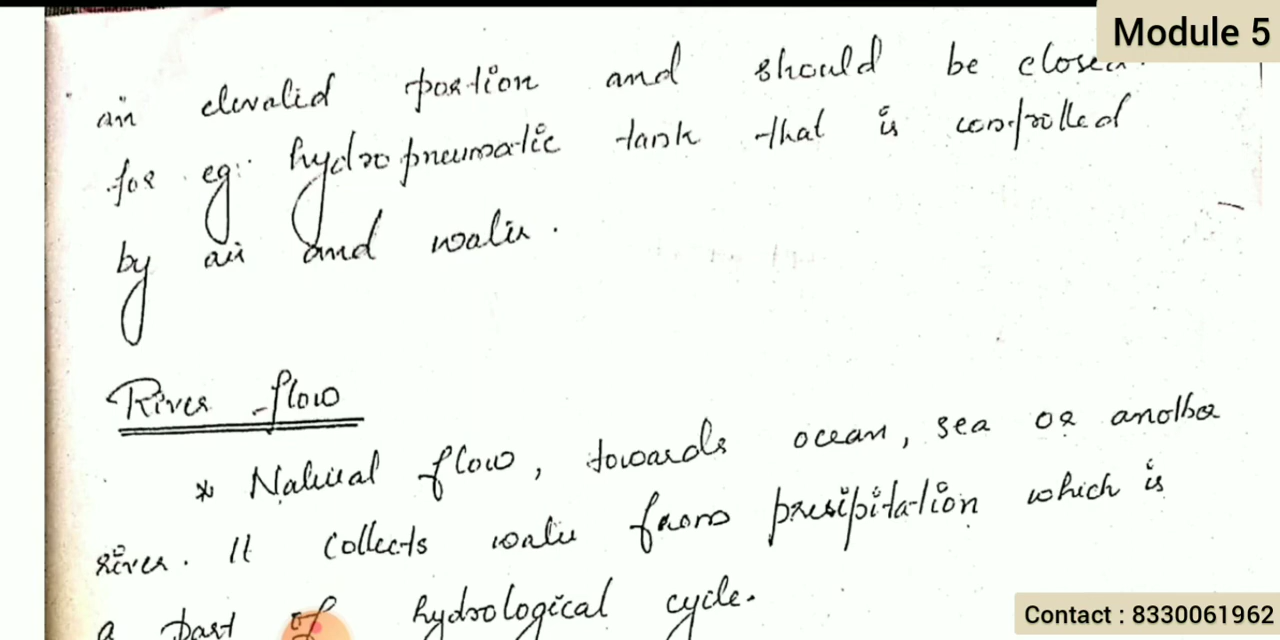 Module 5
an elevated portion and should be closed.
for eg: hydropneumatic tank that is controlled
by air and water.
River flow
* Natural flow, towards ocean, sea or another
river. It collects water from presipitation which is
a part of hydrological cycle.
Contact : 8330061962